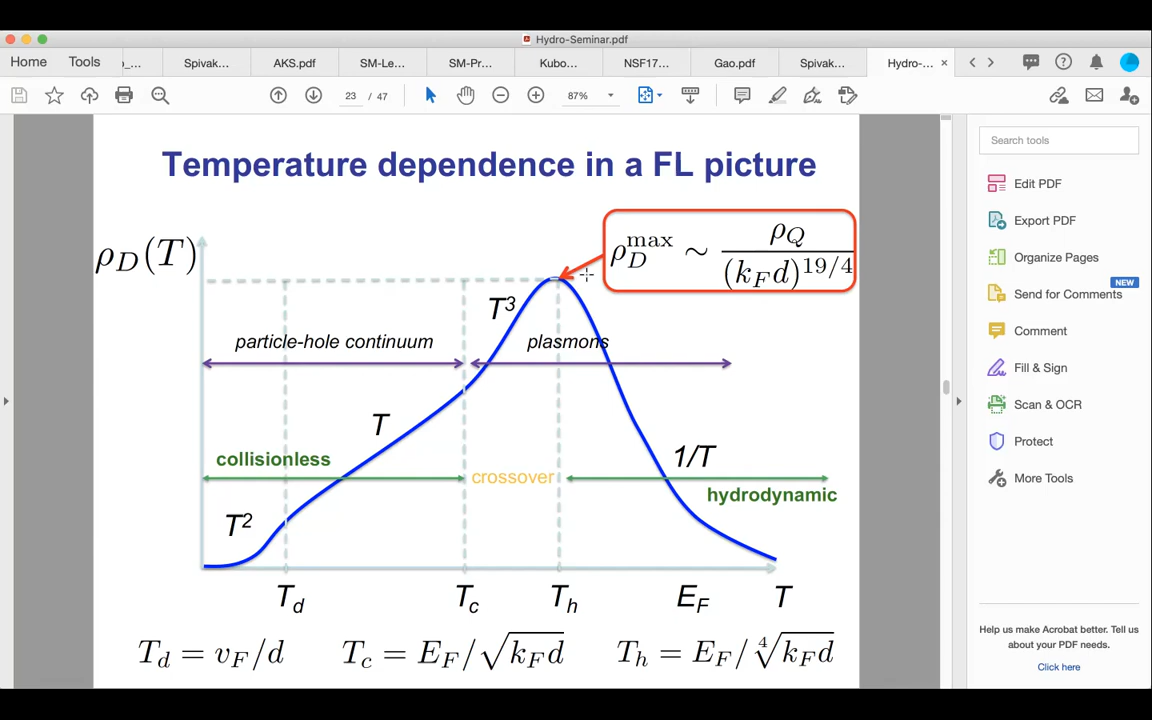 Hydro-Seminar.pdf
Home Tools _... Spivak... AKS.pdf SM-Le... SM-Pr... Kubo... NSF17... Gao.pdf Spivak... Hydro-... ×
23 / 47 87%
Search tools
Edit PDF
Export PDF
Organize Pages
NEW
Send for Comments
Comment
Fill & Sign
Scan & OCR
Protect
More Tools
Help us make Acrobat better. Tell us
about your PDF needs.
Click here
Temperature dependence in a FL picture
ρ_D(T)
ρ_D^max ∼ ρ_Q / (k_F d)^19/4
T³
particle-hole continuum plasmons
T
collisionless
crossover
1/T
hydrodynamic
T²
T_d T_c T_h E_F T
T_d = v_F/d T_c = E_F/√(k_F d) T_h = E_F/∜(k_F d)